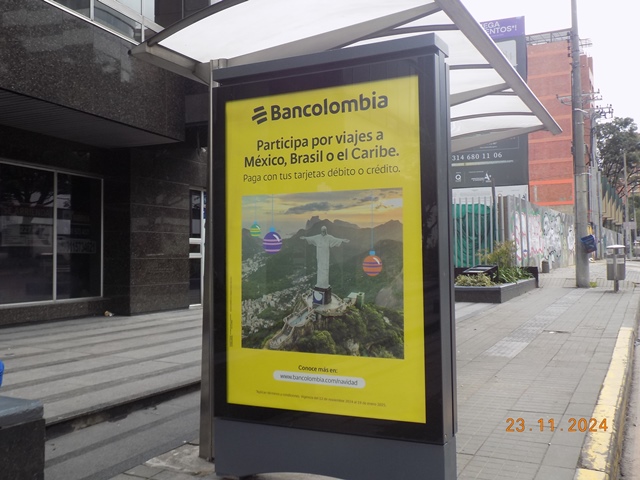 Bancolombia
Participa por viajes a
México, Brasil o el Caribe.
Paga con tus tarjetas débito o crédito.
Conoce más en:
www.bancolombia.com/navidad
314 680 11 06
23.11.2024